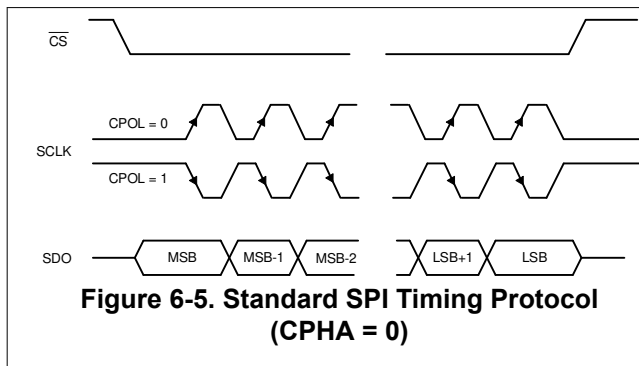 CS
CPOL = 0
SCLK
CPOL = 1
SDO
MSB
MSB-1
MSB-2
LSB+1
LSB
Figure 6-5. Standard SPI Timing Protocol
(CPHA = 0)